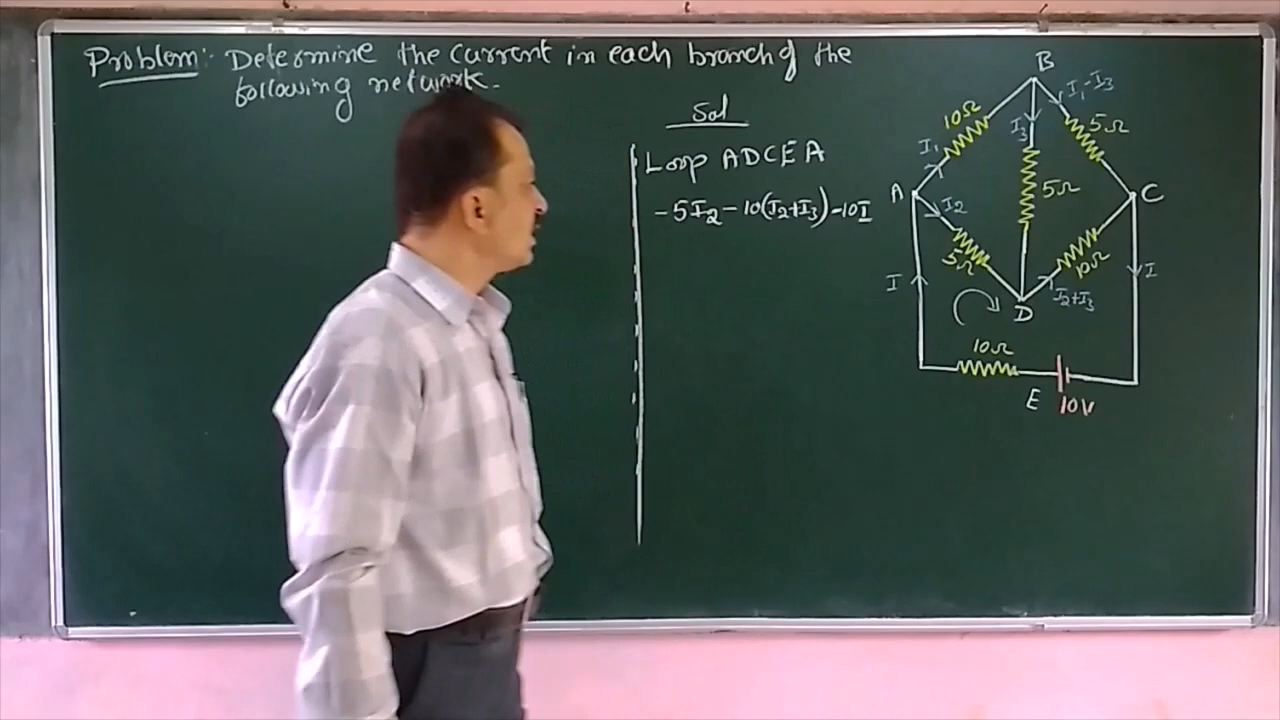 Problem:- Determine the current in each branch of the
following network.
Sol
Loop ADCEA
-5I₂-10(I₂+I₃)-10I
B
10Ω
I₁
I₃
I₁-I₃
5Ω
A
I₂
5Ω
C
5Ω
10Ω
I
I
I₂+I₃
D
10Ω
E
10V